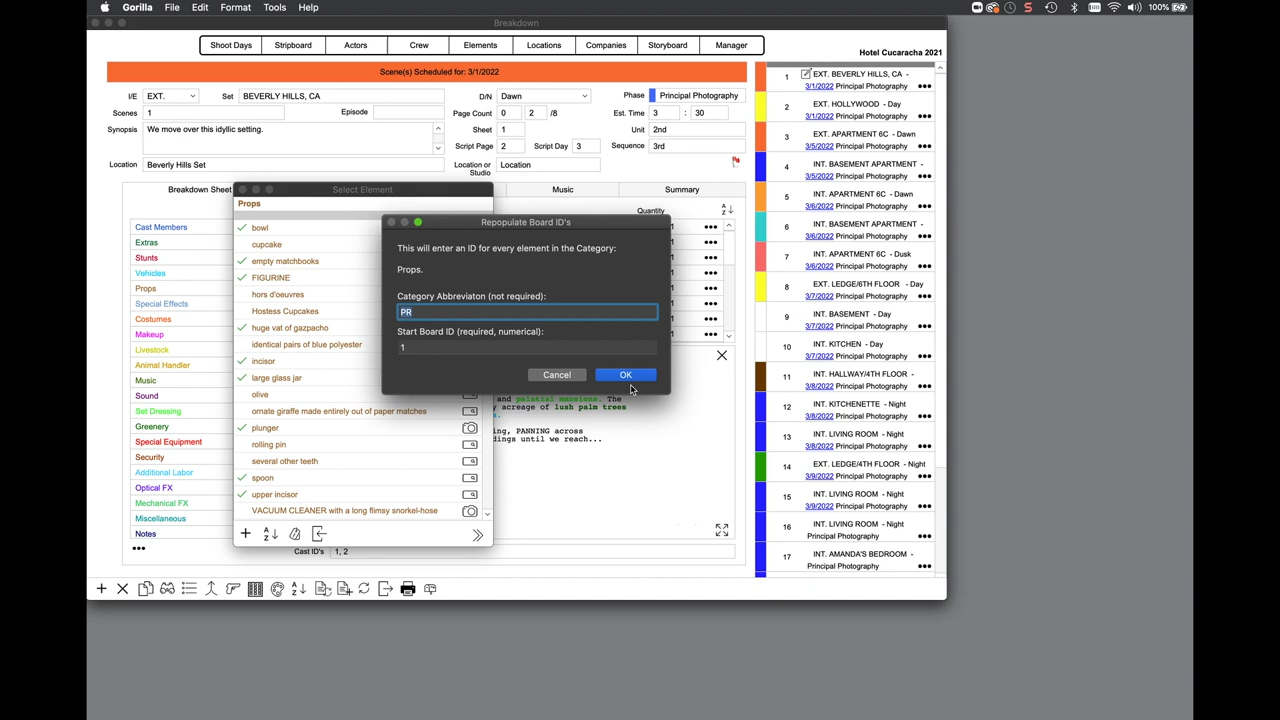 Gorilla File Edit Format Tools Help 100%
Breakdown
Shoot Days Stripboard Actors Crew Elements Locations Companies Storyboard Manager
Hotel Cucaracha 2021
Scene(s) Scheduled for: 3/1/2022
I/E EXT. Set BEVERLY HILLS, CA D/N Dawn Phase Principal Photography
Scenes 1 Episode Page Count 0 2 /8 Est. Time 3 : 30
Synopsis We move over this idyllic setting. Sheet 1 Unit 2nd
Script Page 2 Script Day 3 Sequence 3rd
Location Beverly Hills Set Location or Studio Location
Breakdown Sheet Music Summary
Quantity
Cast Members
Extras
Stunts
Vehicles
Props
Special Effects
Costumes
Makeup
Livestock
Animal Handler
Music
Sound
Set Dressing
Greenery
Special Equipment
Security
Additional Labor
Optical FX
Mechanical FX
Miscellaneous
Notes
Select Element
Props
bowl
cupcake
empty matchbooks
FIGURINE
hors d'oeuvres
Hostess Cupcakes
huge vat of gazpacho
identical pairs of blue polyester
incisor
large glass jar
olive
ornate giraffe made entirely out of paper matches
plunger
rolling pin
several other teeth
spoon
upper incisor
VACUUM CLEANER with a long flimsy snorkel-hose
Repopulate Board ID's
This will enter an ID for every element in the Category:
Props.
Category Abbreviaton (not required):
PR
Start Board ID (required, numerical):
1
Cancel OK
and palatial mansions. The
acreage of lush palm trees
ing, PANNING across
dings until we reach...
Cast ID's 1, 2
1 EXT. BEVERLY HILLS, CA -
3/1/2022 Principal Photography
2 EXT. HOLLYWOOD - Day
3/1/2022 Principal Photography
3 EXT. APARTMENT 6C - Dawn
3/5/2022 Principal Photography
4 INT. BASEMENT APARTMENT -
3/5/2022 Principal Photography
5 INT. APARTMENT 6C - Dawn
3/6/2022 Principal Photography
6 INT. BASEMENT APARTMENT -
3/6/2022 Principal Photography
7 INT. APARTMENT 6C - Dusk
3/6/2022 Principal Photography
8 EXT. LEDGE/6TH FLOOR - Day
3/7/2022 Principal Photography
9 INT. BASEMENT - Day
3/7/2022 Principal Photography
10 INT. KITCHEN - Day
3/7/2022 Principal Photography
11 INT. HALLWAY/4TH FLOOR -
3/8/2022 Principal Photography
12 INT. KITCHENETTE - Night
3/8/2022 Principal Photography
13 INT. LIVING ROOM - Night
3/8/2022 Principal Photography
14 EXT. LEDGE/4TH FLOOR - Night
3/9/2022 Principal Photography
15 INT. LIVING ROOM - Night
3/9/2022 Principal Photography
16 INT. LIVING ROOM - Night
Principal Photography
17 INT. AMANDA'S BEDROOM -
Principal Photography